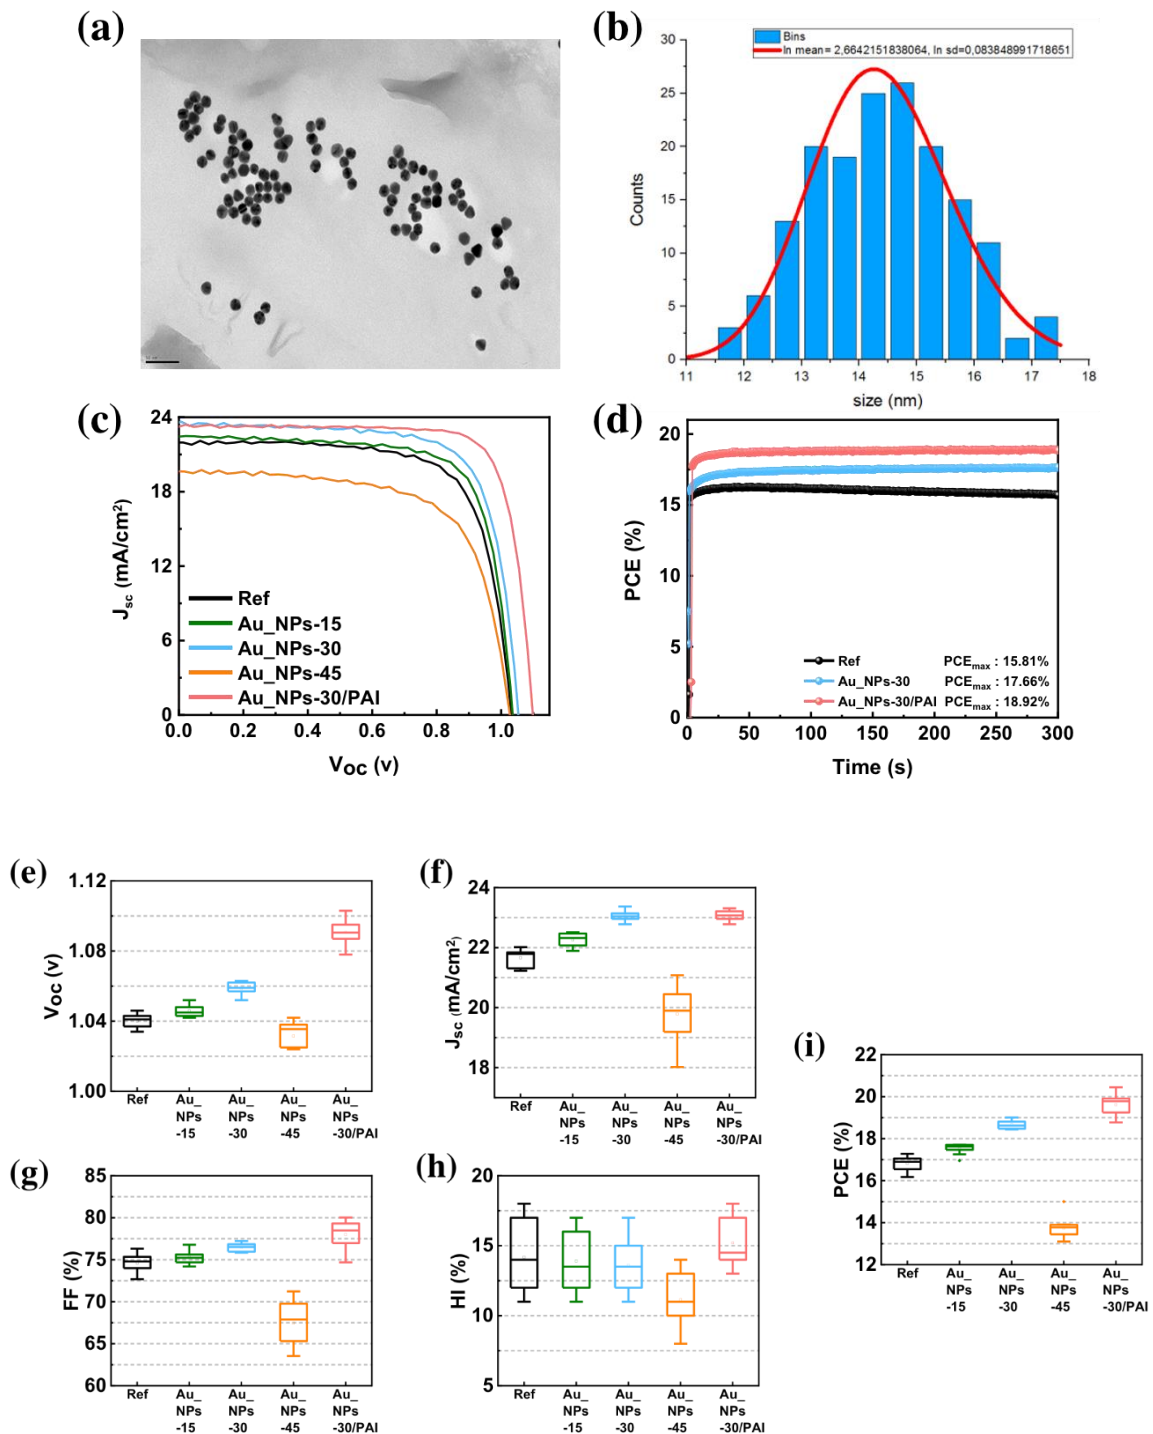 (a)
(b)
Bins
ln mean= 2,6642151838064, ln sd=0,083848991718651
30
25
20
15
10
5
0
Counts
11 12 13 14 15 16 17 18
size (nm)
(c)
24
18
12
6
0
Jsc (mA/cm²)
Ref
Au_NPs-15
Au_NPs-30
Au_NPs-45
Au_NPs-30/PAI
0.0 0.2 0.4 0.6 0.8 1.0
Voc (v)
(d)
20
15
10
5
0
PCE (%)
Ref PCEmax : 15.81%
Au_NPs-30 PCEmax : 17.66%
Au_NPs-30/PAI PCEmax : 18.92%
0 50 100 150 200 250 300
Time (s)
(e)
1.12
1.08
1.04
1.00
Voc (v)
Ref Au_ Au_ Au_ Au_
NPs NPs NPs NPs
-15 -30 -45 -30/PAI
(f)
24
22
20
18
Jsc (mA/cm²)
Ref Au_ Au_ Au_ Au_
NPs NPs NPs NPs
-15 -30 -45 -30/PAI
(g)
85
80
75
70
65
60
FF (%)
Ref Au_ Au_ Au_ Au_
NPs NPs NPs NPs
-15 -30 -45 -30/PAI
(h)
20
15
10
5
HI (%)
Ref Au_ Au_ Au_ Au_
NPs NPs NPs NPs
-15 -30 -45 -30/PAI
(i)
22
20
18
16
14
12
PCE (%)
Ref Au_ Au_ Au_ Au_
NPs NPs NPs NPs
-15 -30 -45 -30/PAI